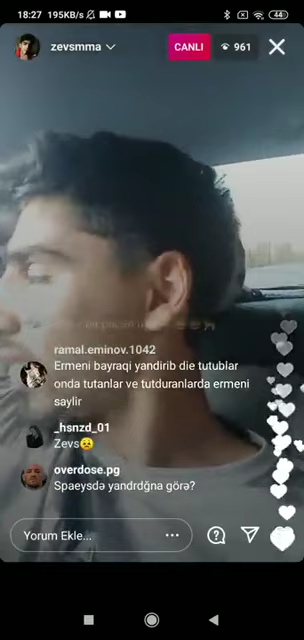 18:27 195KB/s
44
zevsmma
CANLI
961
ramal.eminov.1042
Ermeni bayraqi yandirib die tutublar
onda tutanlar ve tutduranlarda ermeni
saylir
_hsnzd_01
Zevs😣
overdose.pg
Spaeysdə yandrdğna görə?
Yorum Ekle...